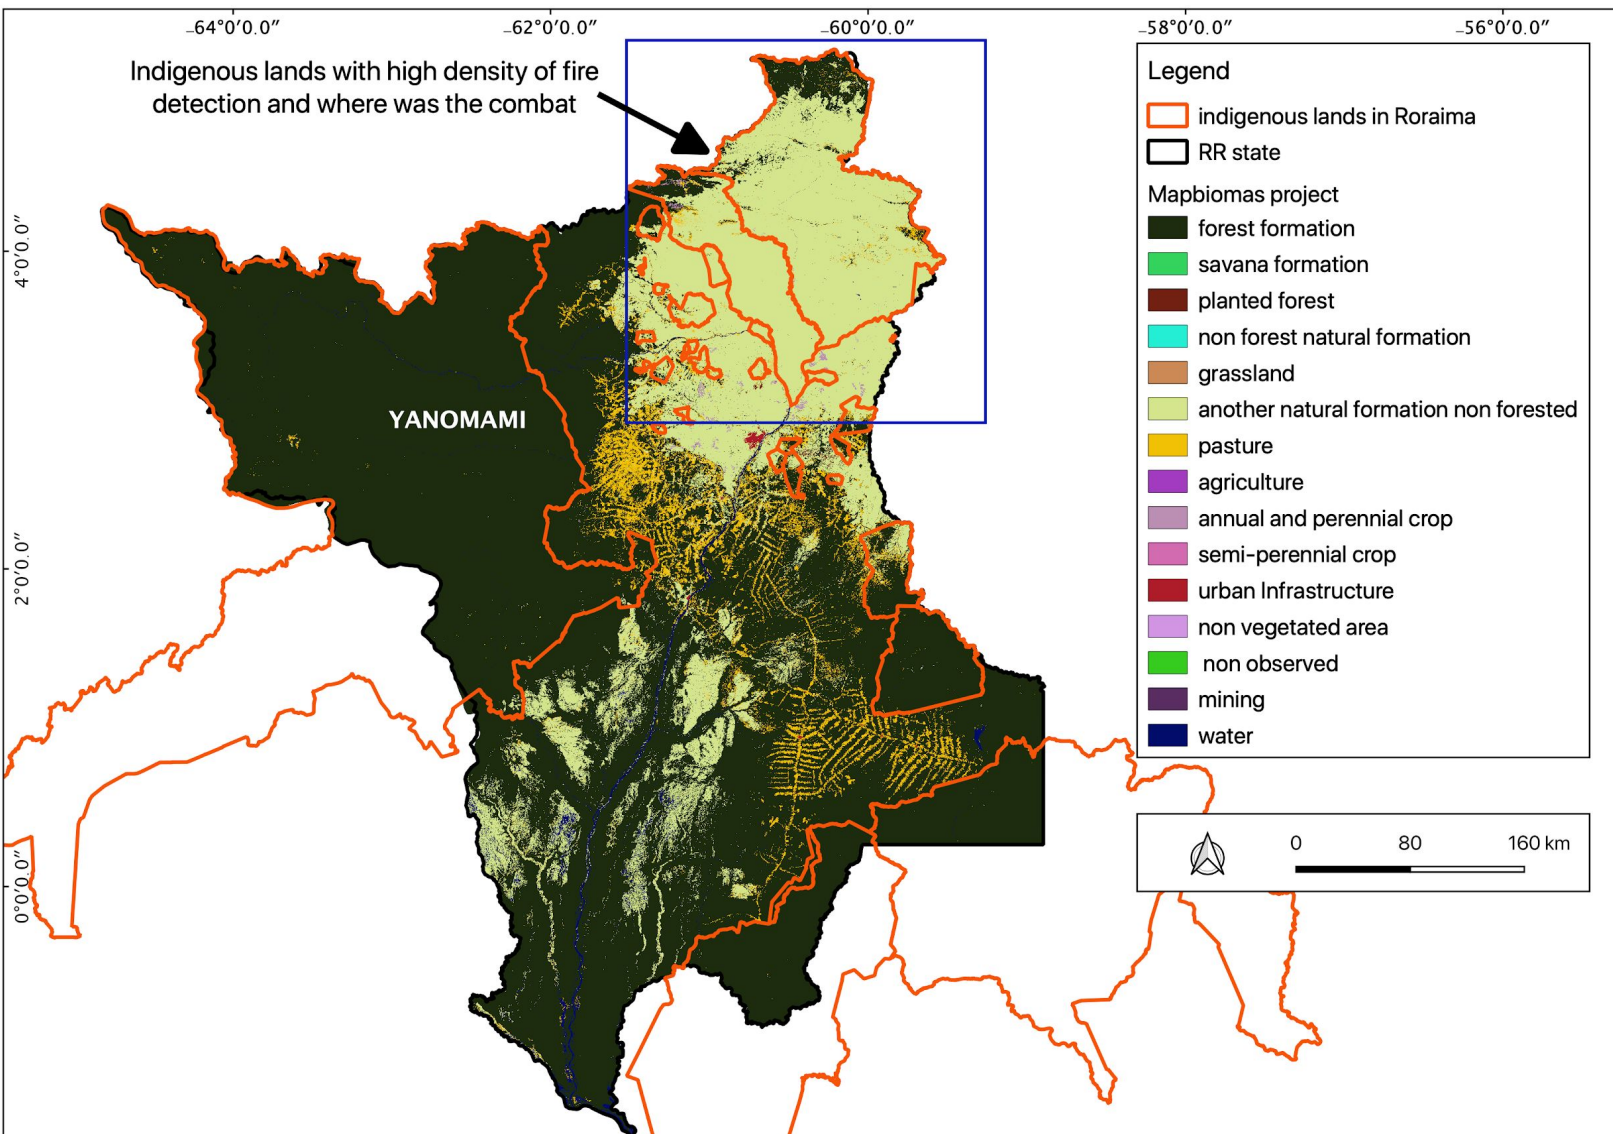 −64°0'0.0″ −62°0'0.0″ −60°0'0.0″ −58°0'0.0″ −56°0'0.0″
Indigenous lands with high density of fire
detection and where was the combat
4°0'0.0″
2°0'0.0″
0°0'0.0″
YANOMAMI
Legend
indigenous lands in Roraima
RR state
Mapbiomas project
forest formation
savana formation
planted forest
non forest natural formation
grassland
another natural formation non forested
pasture
agriculture
annual and perennial crop
semi-perennial crop
urban Infrastructure
non vegetated area
non observed
mining
water
0 80 160 km